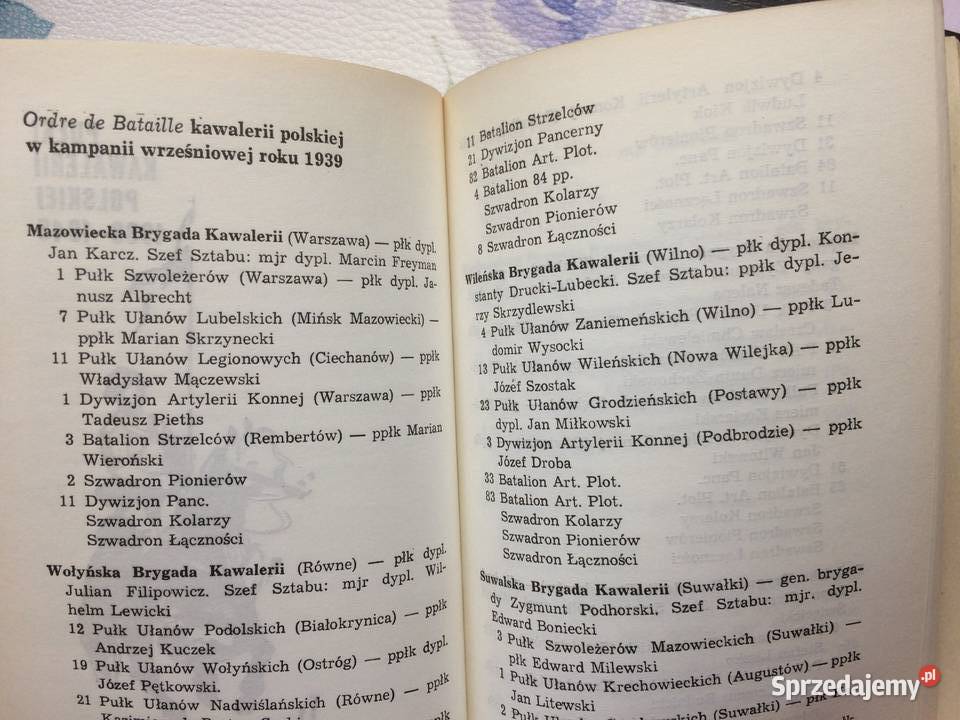 Ordre de Bataille kawalerii polskiej
w kampanii wrześniowej roku 1939
Mazowiecka Brygada Kawalerii (Warszawa) — płk dypl.
Jan Karcz. Szef Sztabu: mjr dypl. Marcin Freyman
1 Pułk Szwoleżerów (Warszawa) — płk dypl. Ja-
nusz Albrecht
7 Pułk Ułanów Lubelskich (Mińsk Mazowiecki) —
ppłk Marian Skrzynecki
11 Pułk Ułanów Legionowych (Ciechanów) — ppłk
Władysław Mączewski
1 Dywizjon Artylerii Konnej (Warszawa) — ppłk
Tadeusz Pieths
3 Batalion Strzelców (Rembertów) — ppłk Marian
Wieroński
2 Szwadron Pionierów
11 Dywizjon Panc.
Szwadron Kolarzy
Szwadron Łączności
Wołyńska Brygada Kawalerii (Równe) — płk dypl.
Julian Filipowicz. Szef Sztabu: mjr dypl. Wil-
helm Lewicki
12 Pułk Ułanów Podolskich (Białokrynica) — ppłk
Andrzej Kuczek
19 Pułk Ułanów Wołyńskich (Ostróg) — ppłk dypl.
Józef Pętkowski.
21 Pułk Ułanów Nadwiślańskich (Równe) — ppłk
11 Batalion Strzelców
21 Dywizjon Pancerny
82 Batalion Art. Plot.
4 Batalion 84 pp.
Szwadron Kolarzy
Szwadron Pionierów
8 Szwadron Łączności
Wileńska Brygada Kawalerii (Wilno) — płk dypl. Kon-
stanty Drucki-Lubecki. Szef Sztabu: ppłk dypl. Je-
rzy Skrzydlewski
4 Pułk Ułanów Zaniemeńskich (Wilno) — ppłk Lu-
domir Wysocki
13 Pułk Ułanów Wileńskich (Nowa Wilejka) — ppłk
Józef Szostak
23 Pułk Ułanów Grodzieńskich (Postawy) — ppłk
dypl. Jan Miłkowski
3 Dywizjon Artylerii Konnej (Podbrodzie) — ppłk
Józef Droba
33 Batalion Art. Plot.
83 Batalion Art. Plot.
Szwadron Kolarzy
Szwadron Pionierów
Szwadron Łączności
Suwalska Brygada Kawalerii (Suwałki) — gen. bryga-
dy Zygmunt Podhorski. Szef Sztabu: mjr. dypl.
Edward Boniecki
3 Pułk Szwoleżerów Mazowieckich (Suwałki) —
płk Edward Milewski
1 Pułk Ułanów Krechowieckich (Augustów) — ppłk
Jan Litewski
2 Pułk Ułanów Grochowskich (Suwałki) — ppłk
Sprzedajemy.pl